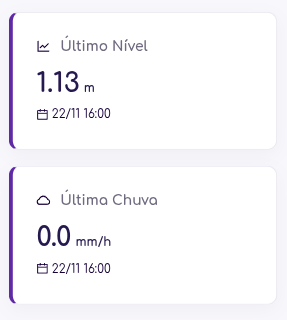 Último Nível
1.13 m
22/11 16:00
Última Chuva
0.0 mm/h
22/11 16:00